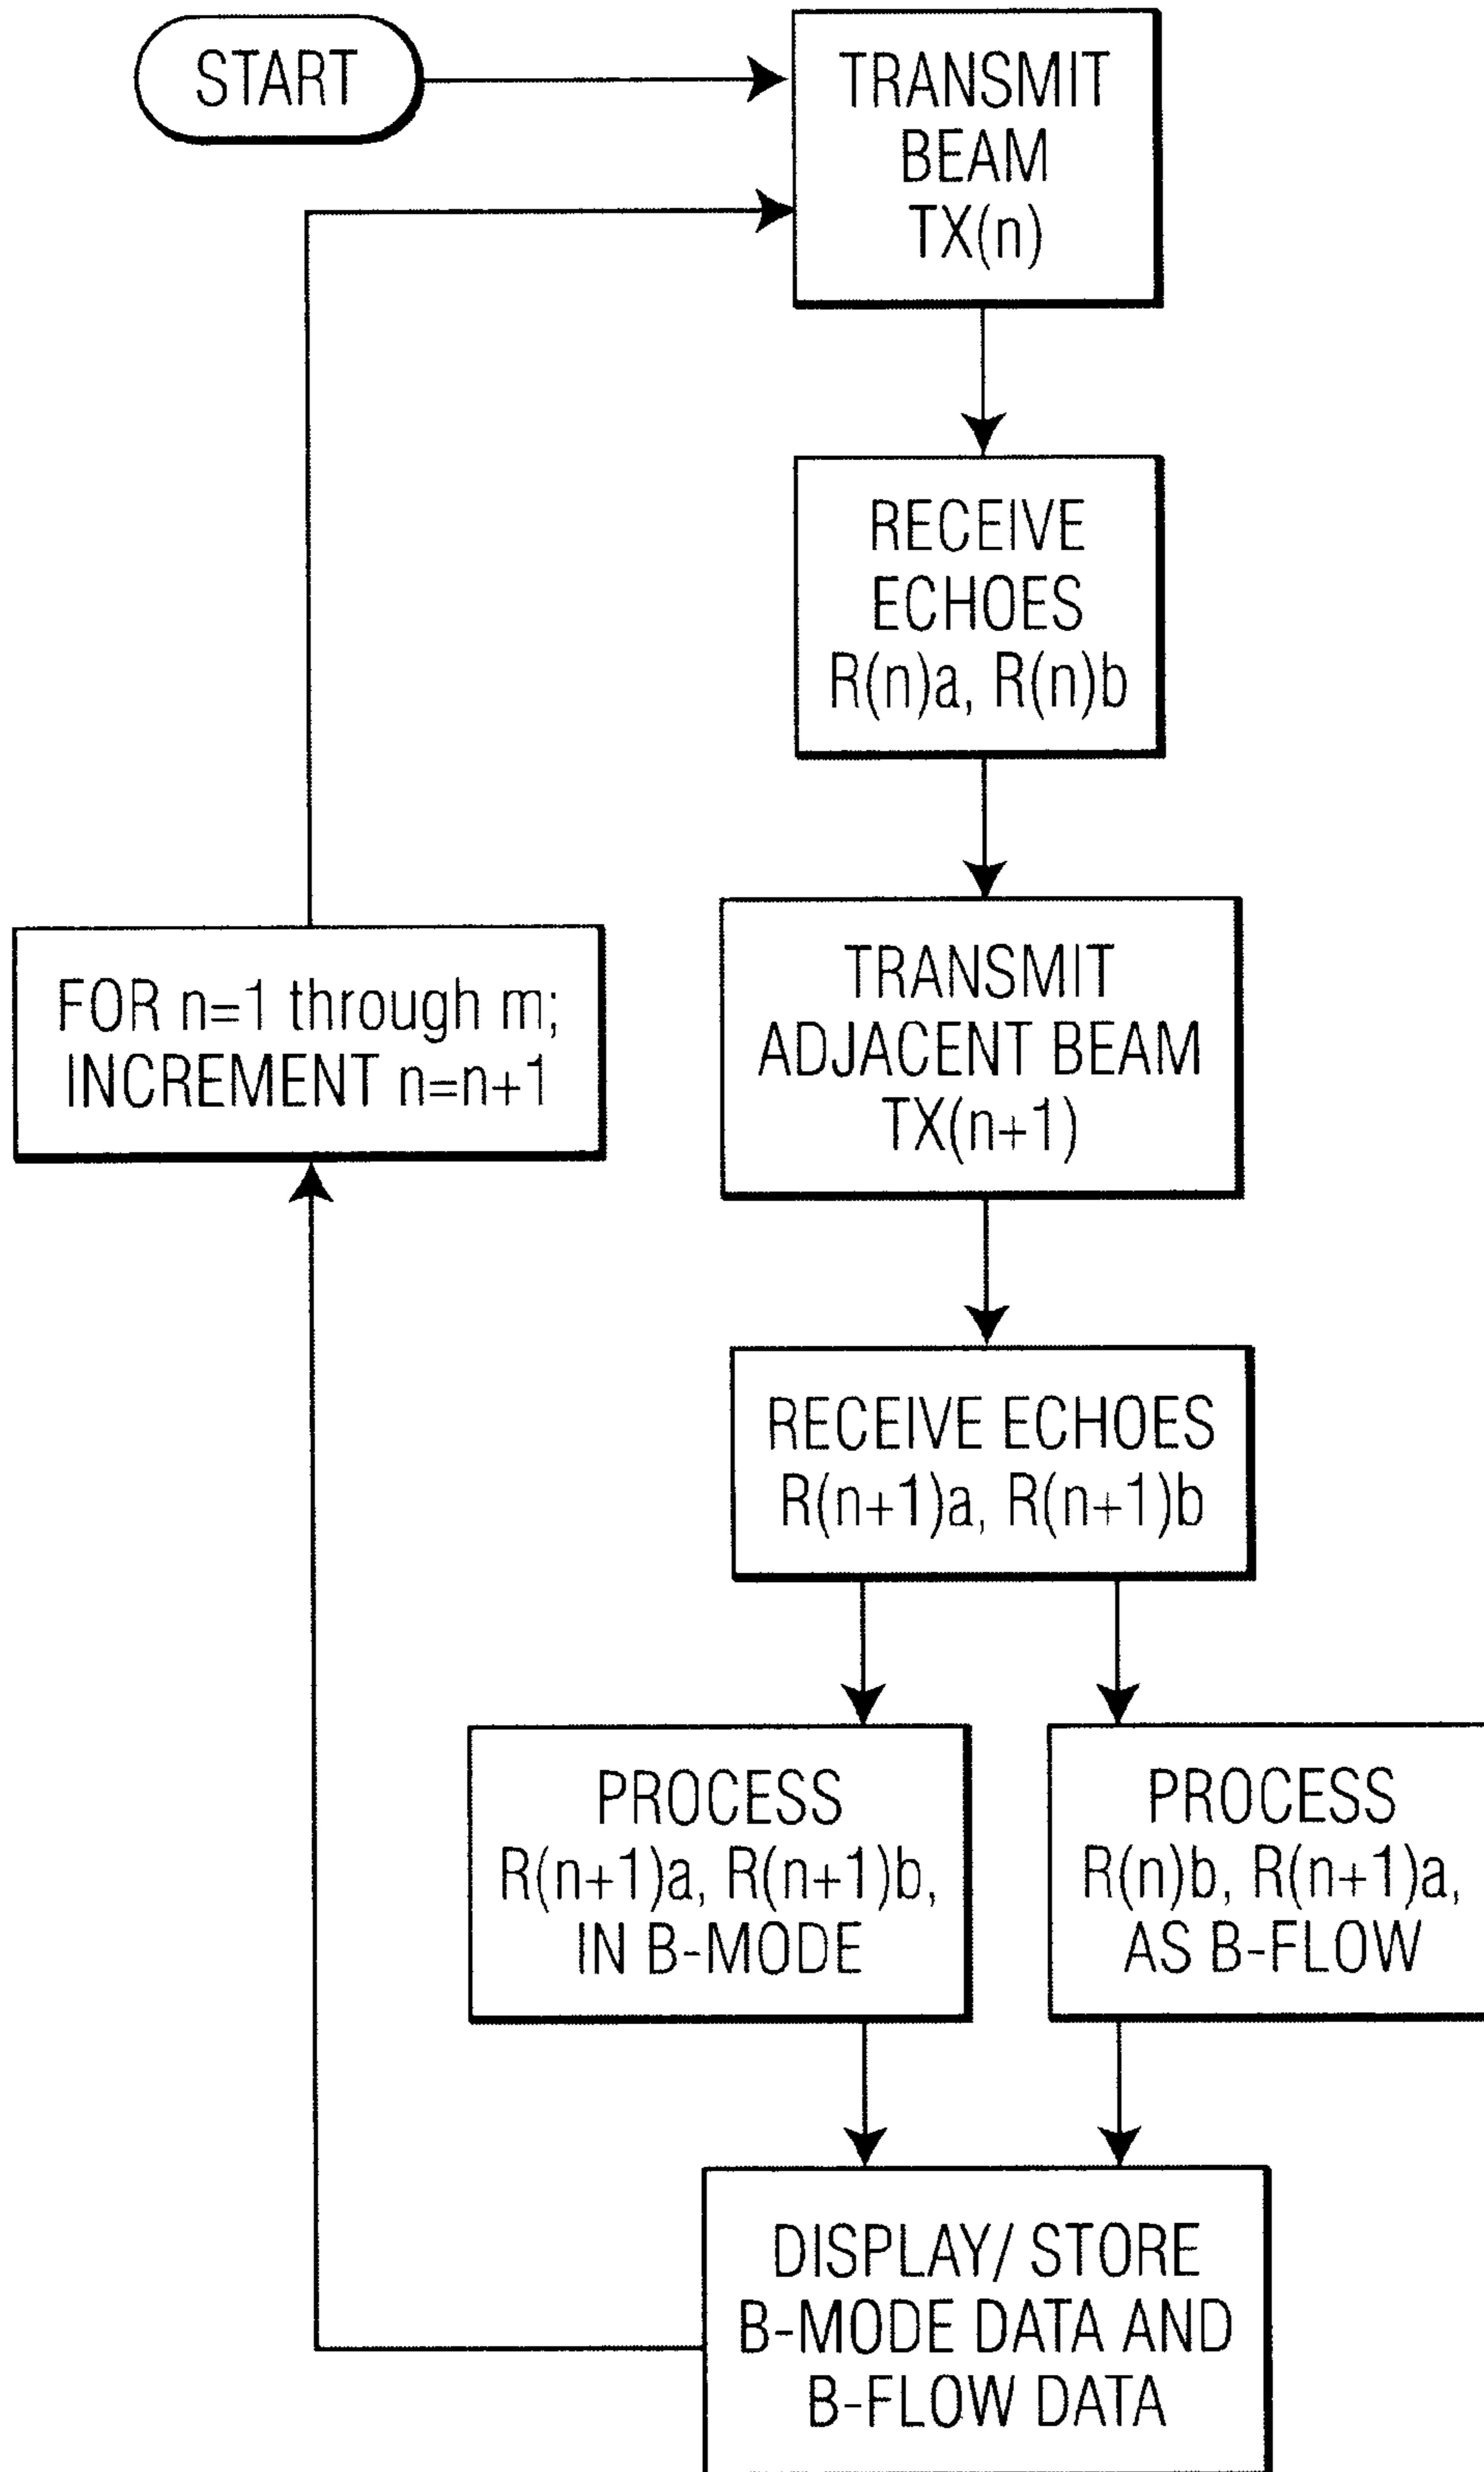 START
TRANSMIT
BEAM
TX(n)
RECEIVE
ECHOES
R(n)a, R(n)b
TRANSMIT
ADJACENT BEAM
TX(n+1)
FOR n=1 through m;
INCREMENT n=n+1
RECEIVE ECHOES
R(n+1)a, R(n+1)b
PROCESS
R(n+1)a, R(n+1)b,
IN B-MODE
PROCESS
R(n)b, R(n+1)a,
AS B-FLOW
DISPLAY/ STORE
B-MODE DATA AND
B-FLOW DATA